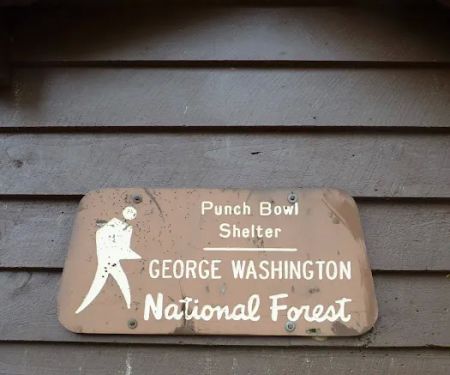 Punch Bowl
Shelter
GEORGE WASHINGTON
National Forest